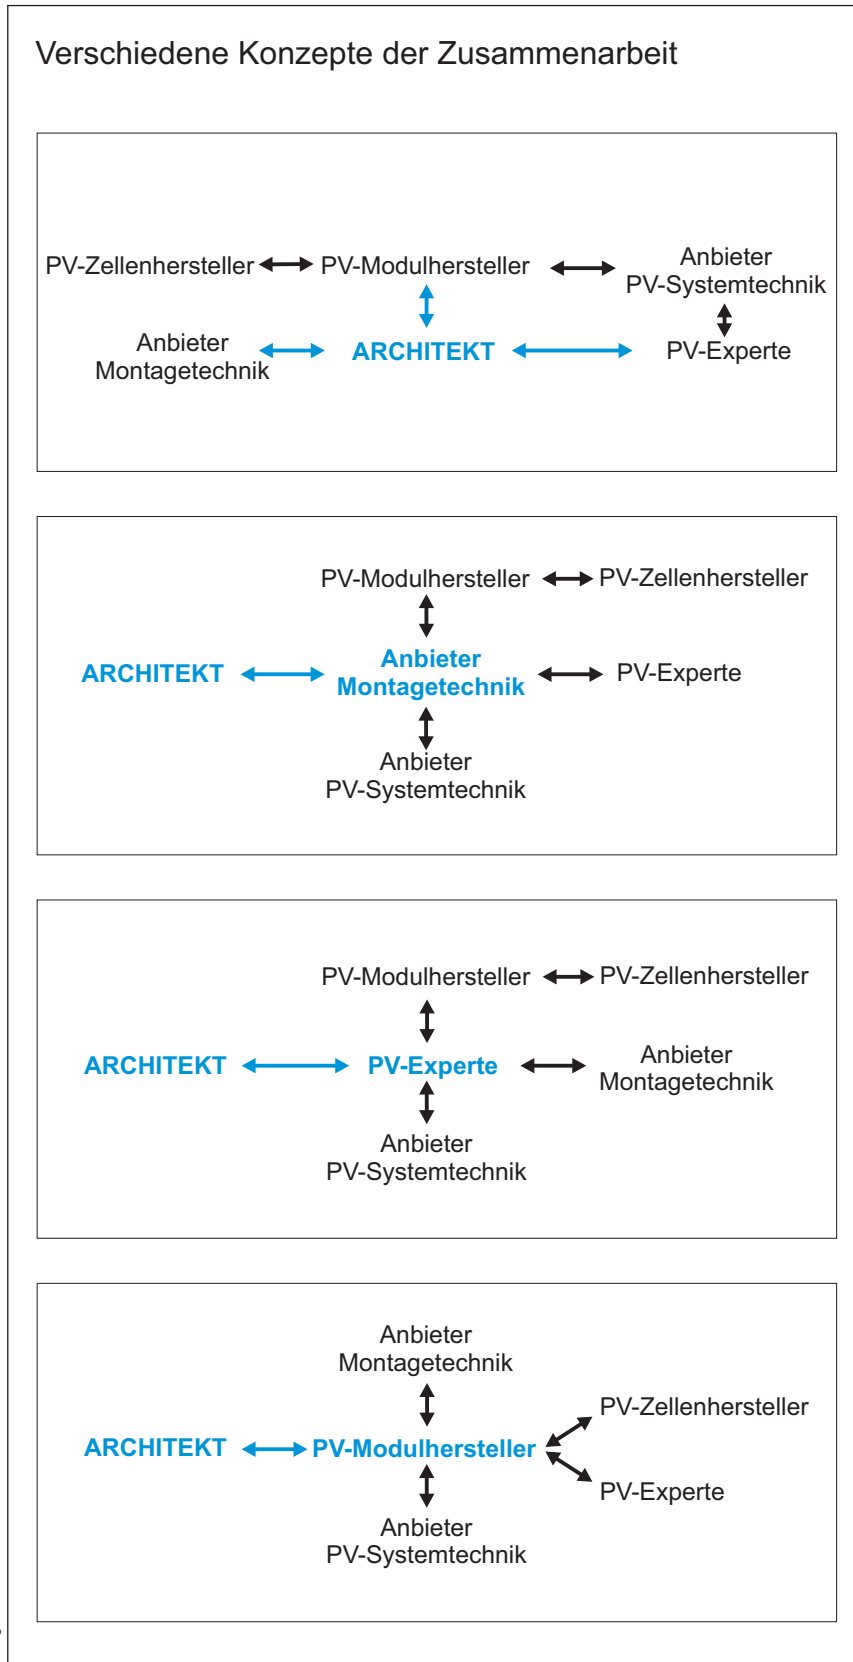 Verschiedene Konzepte der Zusammenarbeit
PV-Zellenhersteller
PV-Modulhersteller
Anbieter
PV-Systemtechnik
Anbieter
Montagetechnik
ARCHITEKT
PV-Experte
PV-Modulhersteller
PV-Zellenhersteller
ARCHITEKT
Anbieter
Montagetechnik
PV-Experte
Anbieter
PV-Systemtechnik
PV-Modulhersteller
PV-Zellenhersteller
ARCHITEKT
PV-Experte
Anbieter
Montagetechnik
Anbieter
PV-Systemtechnik
Anbieter
Montagetechnik
PV-Zellenhersteller
ARCHITEKT
PV-Modulhersteller
PV-Experte
Anbieter
PV-Systemtechnik